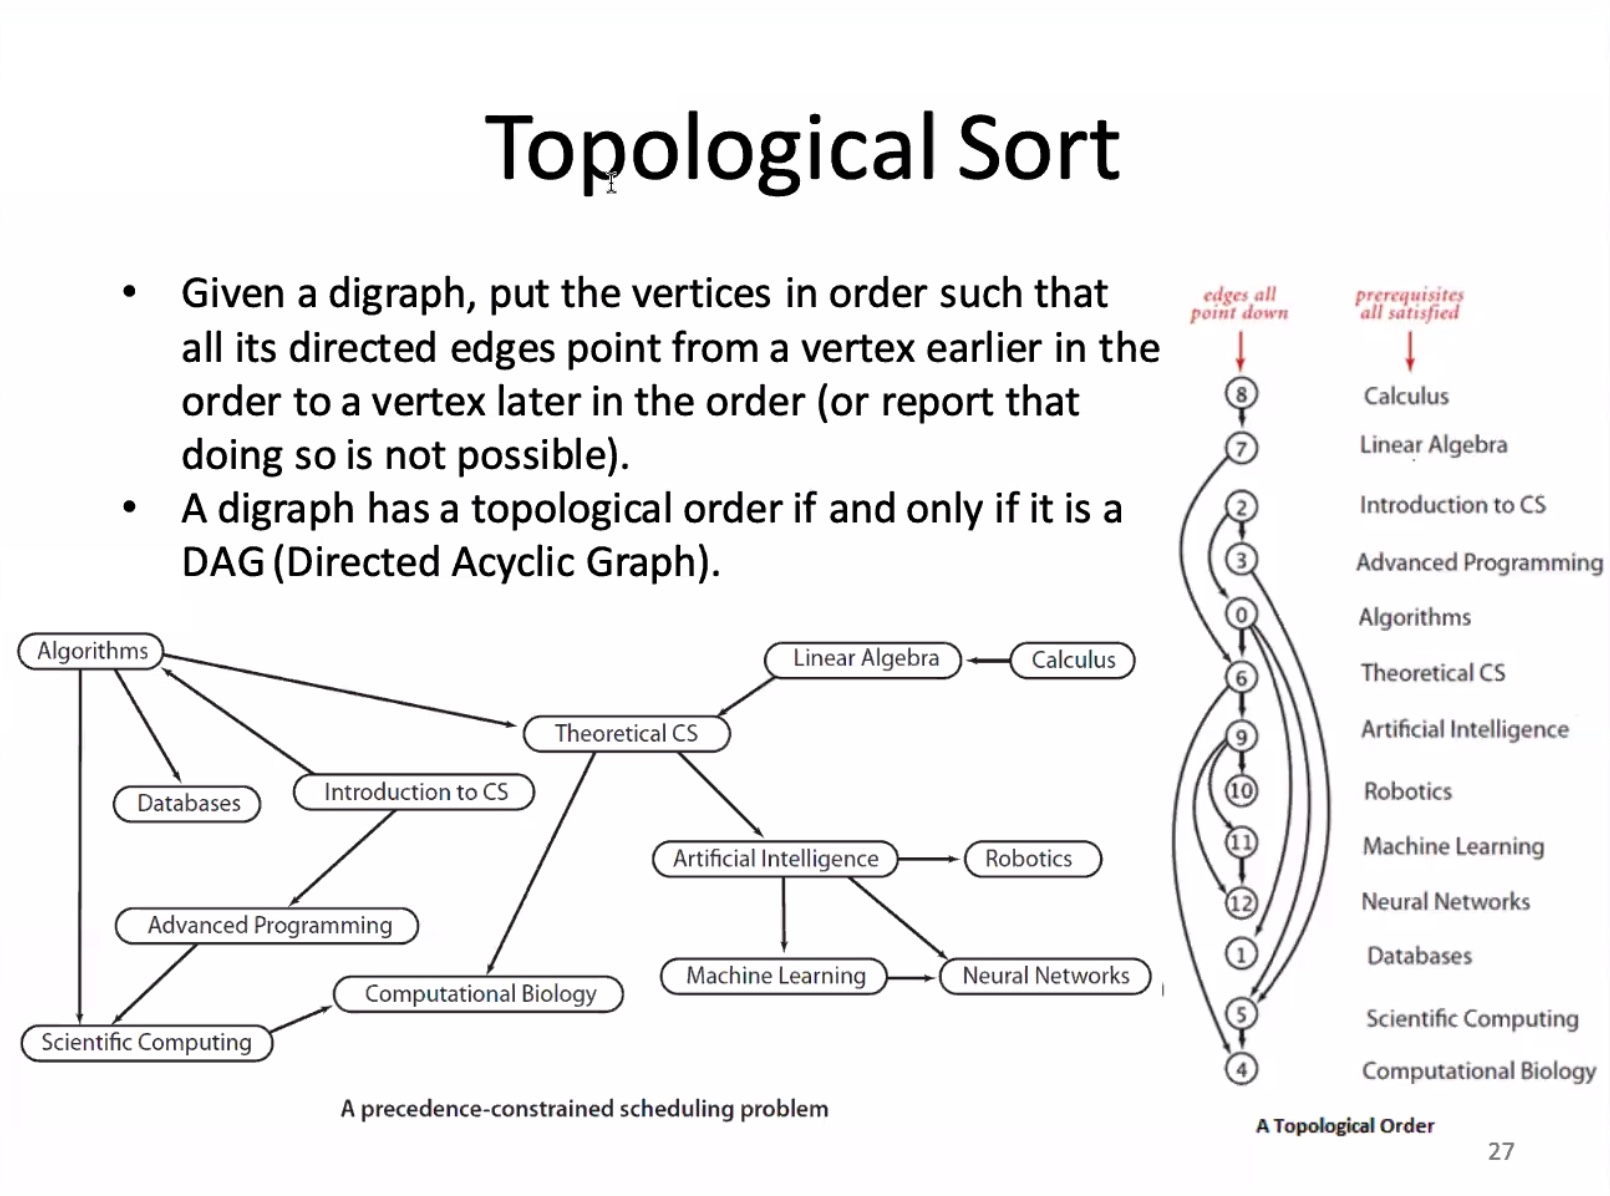 Topological Sort
• Given a digraph, put the vertices in order such that
all its directed edges point from a vertex earlier in the
order to a vertex later in the order (or report that
doing so is not possible).
• A digraph has a topological order if and only if it is a
DAG (Directed Acyclic Graph).
Algorithms
Linear Algebra
Calculus
Theoretical CS
Databases
Introduction to CS
Artificial Intelligence
Robotics
Advanced Programming
Machine Learning
Neural Networks
Computational Biology
Scientific Computing
A precedence-constrained scheduling problem
edges all
point down
prerequisites
all satisfied
8 Calculus
7 Linear Algebra
2 Introduction to CS
3 Advanced Programming
0 Algorithms
6 Theoretical CS
9 Artificial Intelligence
10 Robotics
11 Machine Learning
12 Neural Networks
1 Databases
5 Scientific Computing
4 Computational Biology
A Topological Order
27